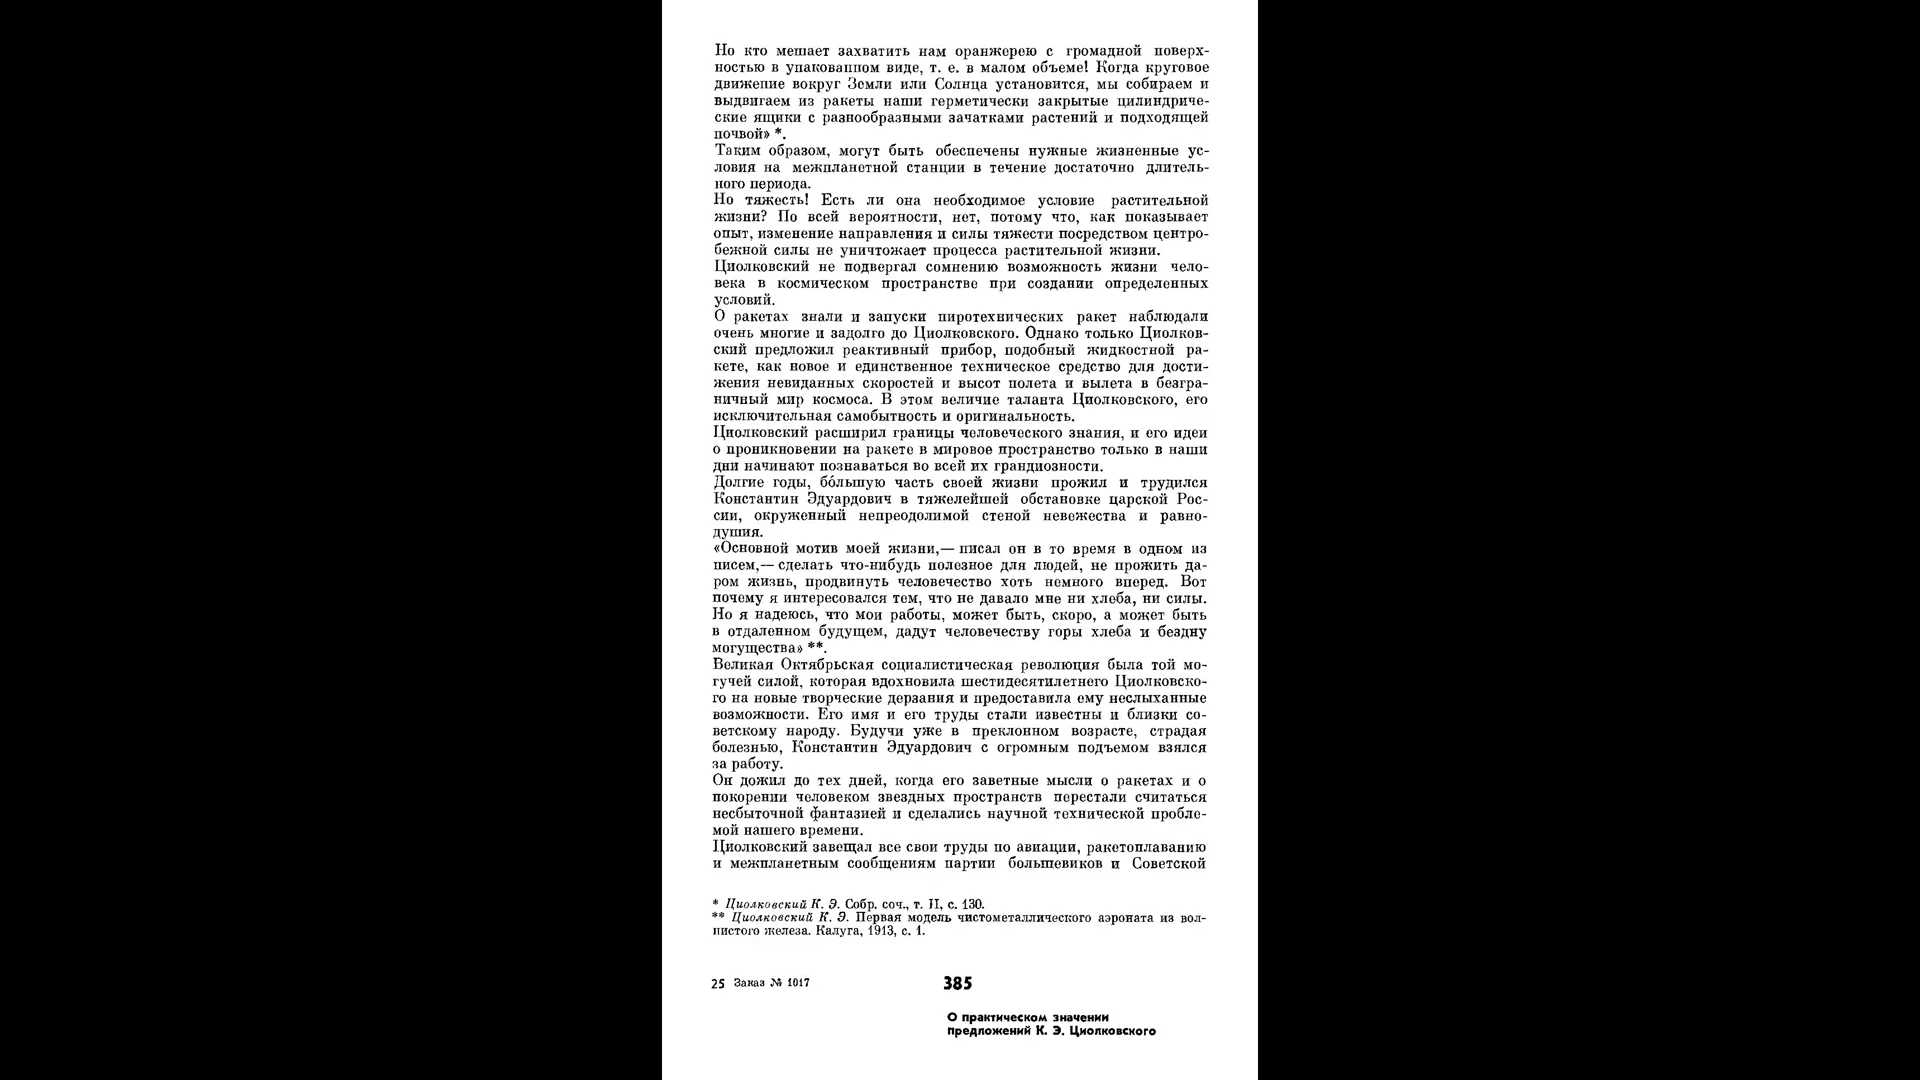 Но кто мешает захватить нам оранжерею с громадной поверх-
ностью в упакованном виде, т. е. в малом объеме! Когда круговое
движение вокруг Земли или Солнца установится, мы собираем и
выдвигаем из ракеты наши герметически закрытые цилиндриче-
ские ящики с разнообразными зачатками растений и подходящей
почвой» *.
Таким образом, могут быть обеспечены нужные жизненные ус-
ловия на межпланетной станции в течение достаточно длитель-
ного периода.
Но тяжесть! Есть ли она необходимое условие растительной
жизни? По всей вероятности, нет, потому что, как показывает
опыт, изменение направления и силы тяжести посредством центро-
бежной силы не уничтожает процесса растительной жизни.
Циолковский не подвергал сомнению возможность жизни чело-
века в космическом пространстве при создании определенных
условий.
О ракетах знали и запуски пиротехнических ракет наблюдали
очень многие и задолго до Циолковского. Однако только Циолков-
ский предложил реактивный прибор, подобный жидкостной ра-
кете, как новое и единственное техническое средство для дости-
жения невиданных скоростей и высот полета и вылета в безгра-
ничный мир космоса. В этом величие таланта Циолковского, его
исключительная самобытность и оригинальность.
Циолковский расширил границы человеческого знания, и его идеи
о проникновении на ракете в мировое пространство только в наши
дни начинают познаваться во всей их грандиозности.
Долгие годы, бо́льшую часть своей жизни прожил и трудился
Константин Эдуардович в тяжелейшей обстановке царской Рос-
сии, окруженный непреодолимой стеной невежества и равно-
душия.
«Основной мотив моей жизни,— писал он в то время в одном из
писем,— сделать что-нибудь полезное для людей, не прожить да-
ром жизнь, продвинуть человечество хоть немного вперед. Вот
почему я интересовался тем, что не давало мне ни хлеба, ни силы.
Но я надеюсь, что мои работы, может быть, скоро, а может быть
в отдаленном будущем, дадут человечеству горы хлеба и бездну
могущества» **.
Великая Октябрьская социалистическая революция была той мо-
гучей силой, которая вдохновила шестидесятилетнего Циолковско-
го на новые творческие дерзания и предоставила ему неслыханные
возможности. Его имя и его труды стали известны и близки со-
ветскому народу. Будучи уже в преклонном возрасте, страдая
болезнью, Константин Эдуардович с огромным подъемом взялся
за работу.
Он дожил до тех дней, когда его заветные мысли о ракетах и о
покорении человеком звездных пространств перестали считаться
несбыточной фантазией и сделались научной технической пробле-
мой нашего времени.
Циолковский завещал все свои труды по авиации, ракетоплаванию
и межпланетным сообщениям партии большевиков и Советской
* Циолковский К. Э. Собр. соч., т. II, с. 130.
** Циолковский К. Э. Первая модель чистометаллического аэроната из вол-
нистого железа. Калуга, 1913, с. 1.
25 Заказ № 1017
385
О практическом значении
предложений К. Э. Циолковского